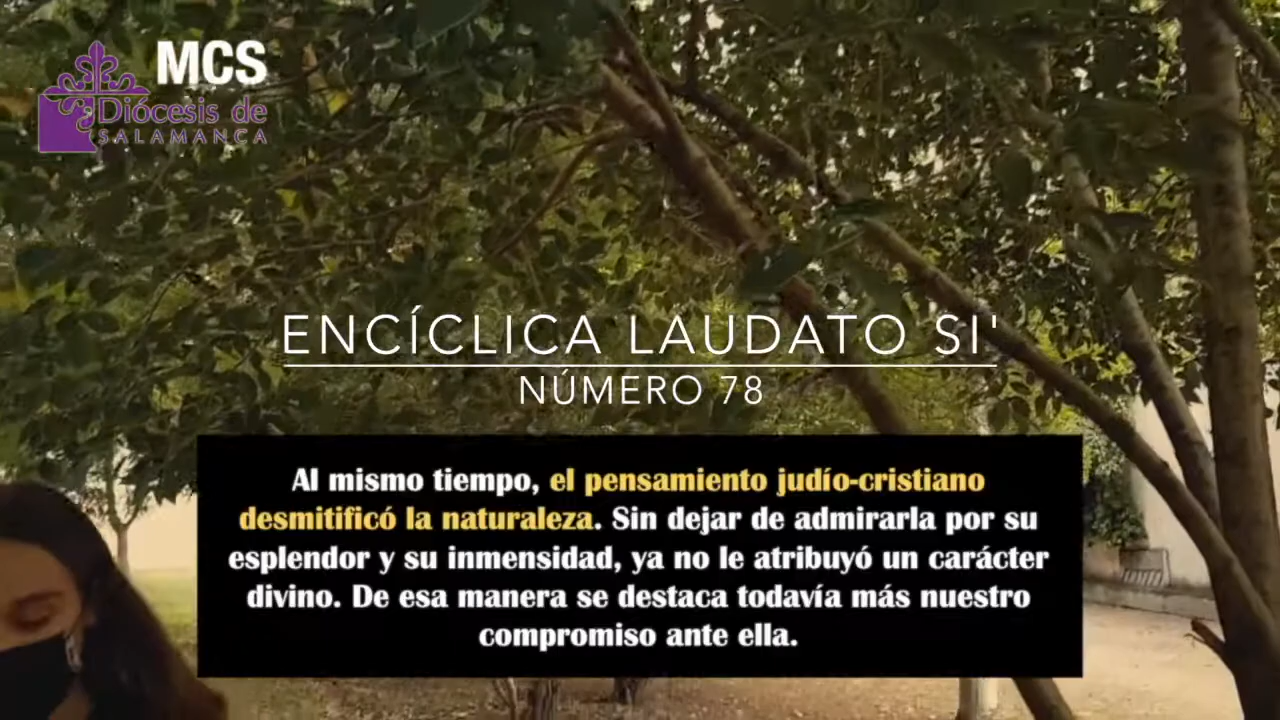 MCS
Diócesis de
SALAMANCA
ENCÍCLICA LAUDATO SI'
NÚMERO 78
Al mismo tiempo, el pensamiento judío-cristiano
desmitificó la naturaleza. Sin dejar de admirarla por su
esplendor y su inmensidad, ya no le atribuyó un carácter
divino. De esa manera se destaca todavía más nuestro
compromiso ante ella.